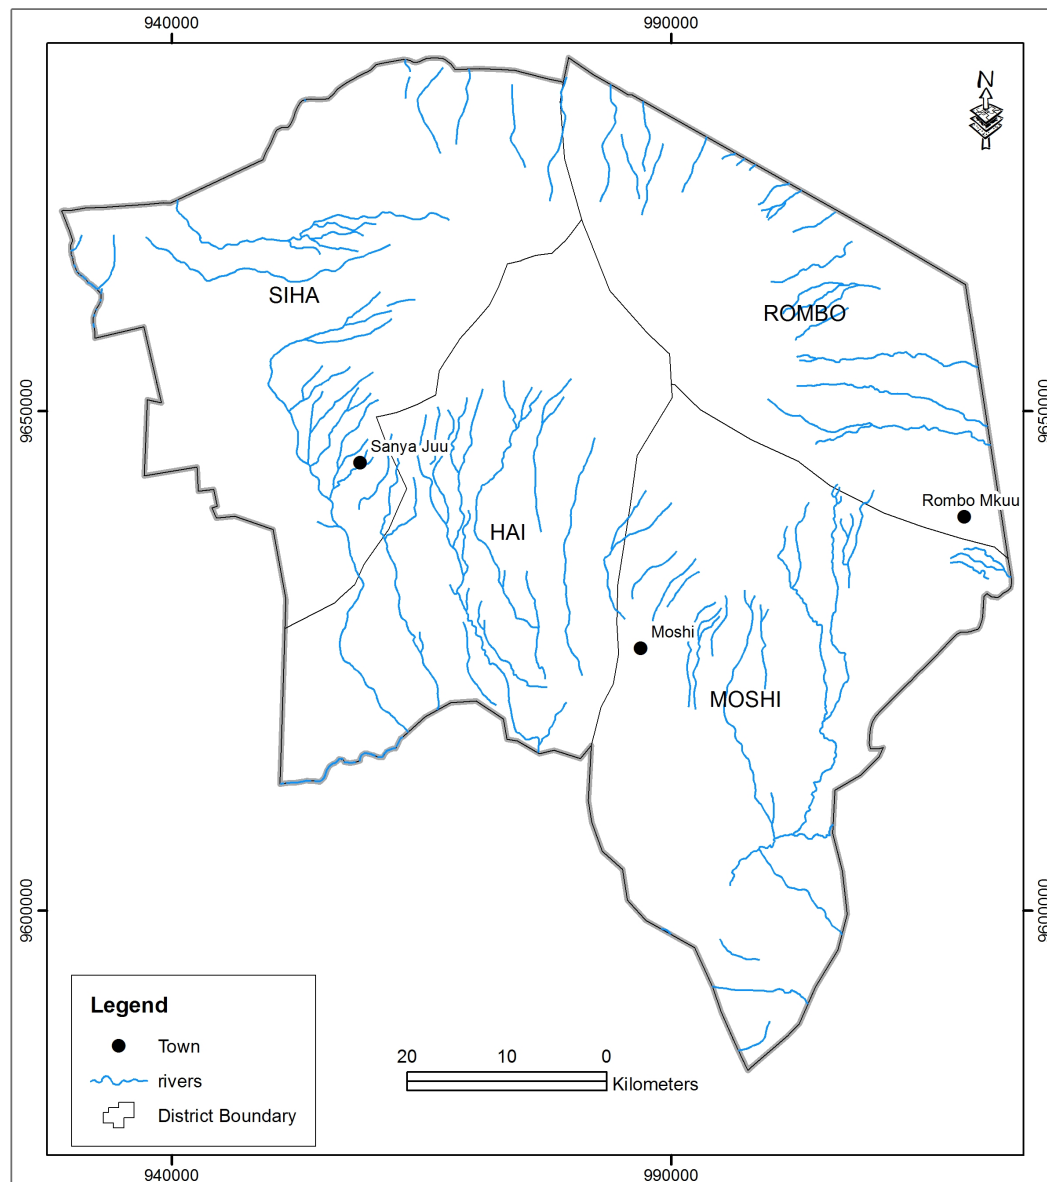 940000
990000
N
SIHA
ROMBO
9650000
9650000
Sanya Juu
Rombo Mkuu
HAI
Moshi
MOSHI
9600000
9600000
Legend
Town
rivers
District Boundary
20
10
0
Kilometers
940000
990000